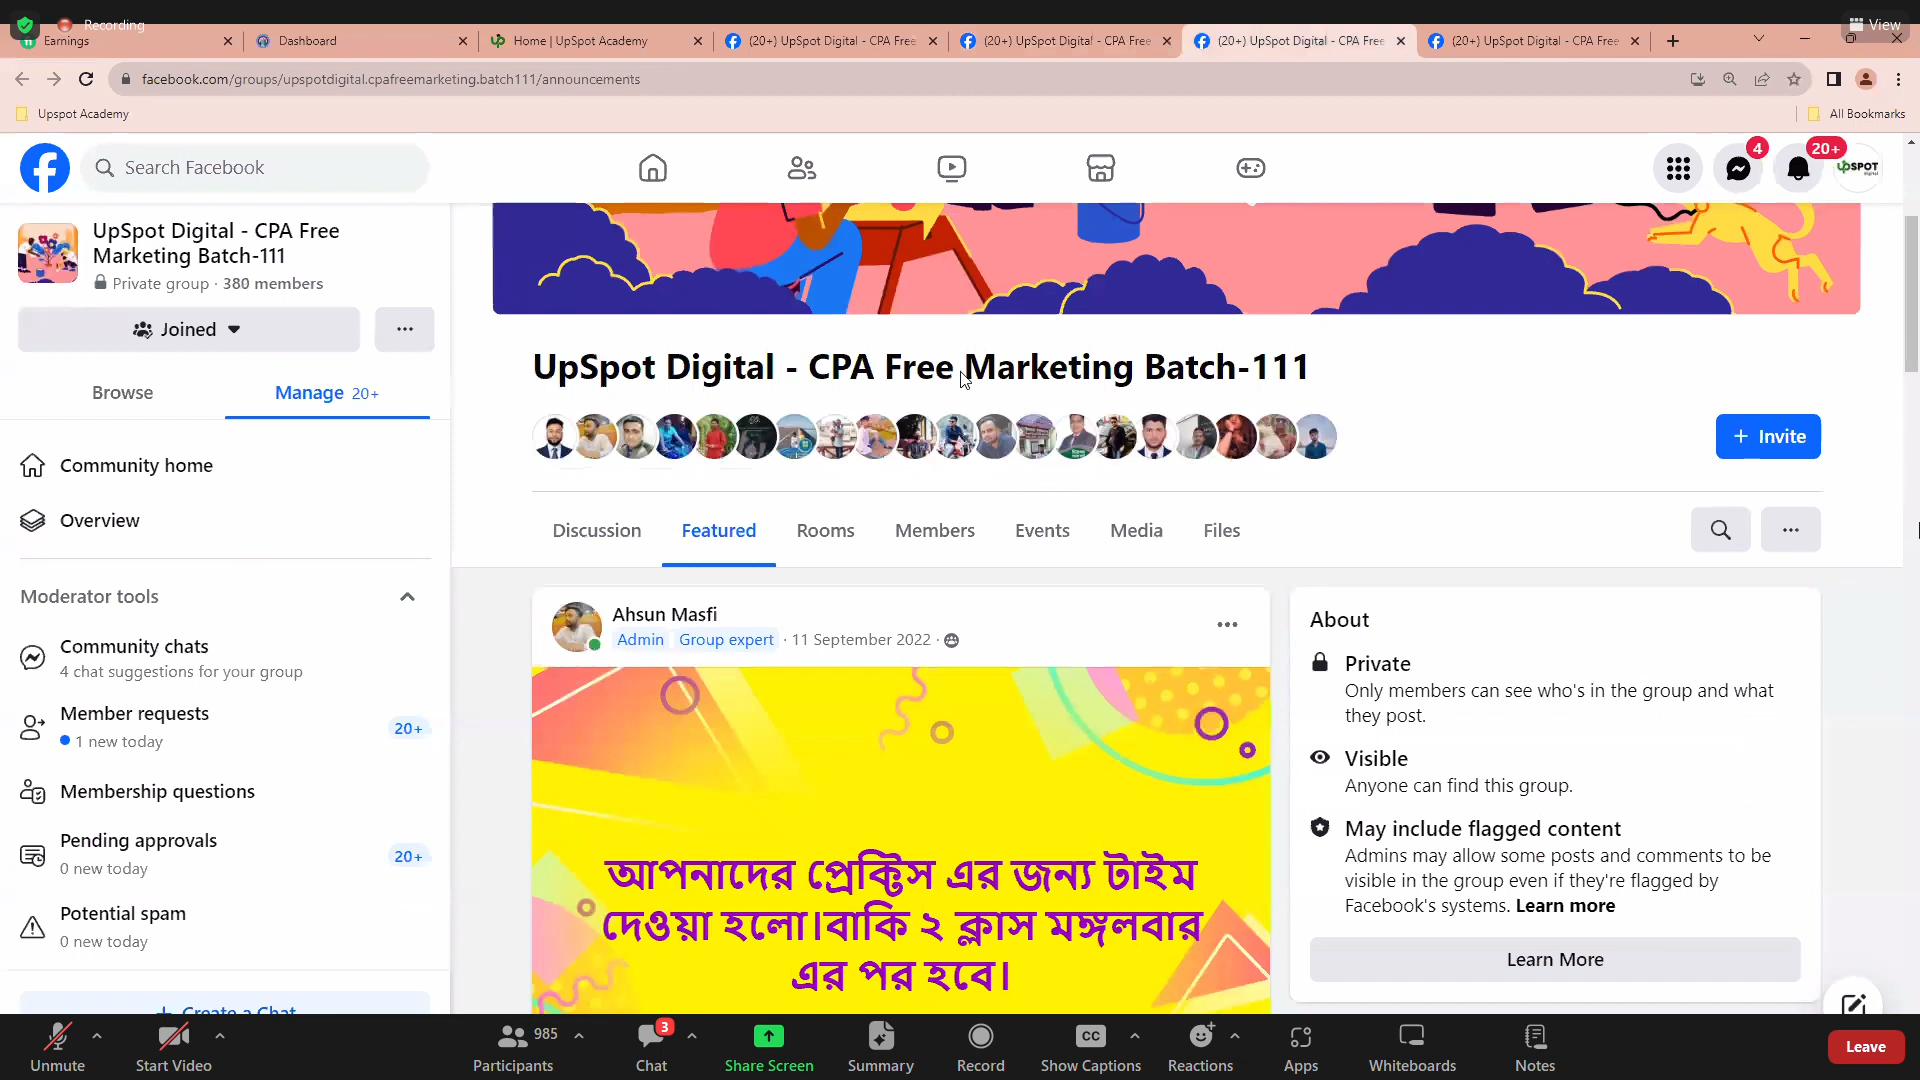 Recording
View
Earnings
Dashboard
Home | UpSpot Academy
(20+) UpSpot Digital - CPA Free
(20+) UpSpot Digital - CPA Free
(20+) UpSpot Digital - CPA Free
(20+) UpSpot Digital - CPA Free
facebook.com/groups/upspotdigital.cpafreemarketing.batch111/announcements
Upspot Academy
All Bookmarks
Search Facebook
4
20+
UPSPOT
UpSpot Digital - CPA Free
Marketing Batch-111
Private group · 380 members
Joined
Browse
Manage 20+
Community home
Overview
Moderator tools
Community chats
4 chat suggestions for your group
Member requests
1 new today
20+
Membership questions
Pending approvals
0 new today
20+
Potential spam
0 new today
+ Create a Chat
UpSpot Digital - CPA Free Marketing Batch-111
+ Invite
Discussion
Featured
Rooms
Members
Events
Media
Files
Ahsun Masfi
Admin Group expert · 11 September 2022 ·
আপনাদের প্রেক্টিস এর জন্য টাইম
দেওয়া হলো।বাকি ২ ক্লাস মঙ্গলবার
এর পর হবে।
About
Private
Only members can see who's in the group and what
they post.
Visible
Anyone can find this group.
May include flagged content
Admins may allow some posts and comments to be
visible in the group even if they're flagged by
Facebook's systems. Learn more
Learn More
Unmute
Start Video
985
Participants
3
Chat
Share Screen
Summary
Record
CC
Show Captions
Reactions
Apps
Whiteboards
Notes
Leave